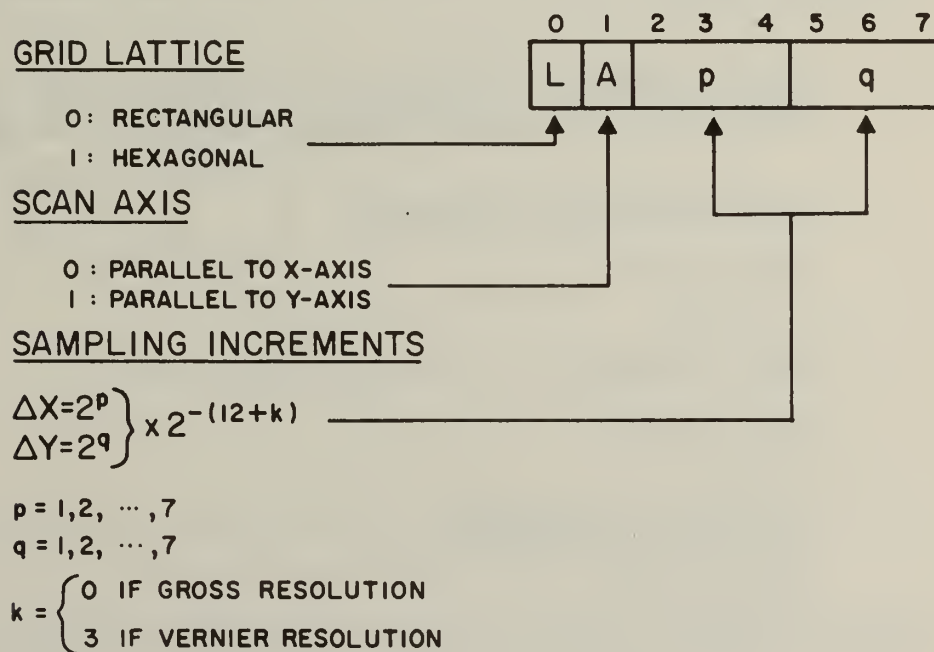 0 1 2 3 4 5 6 7
GRID LATTICE
L A p q
0: RECTANGULAR
1: HEXAGONAL
SCAN AXIS
0: PARALLEL TO X-AXIS
1: PARALLEL TO Y-AXIS
SAMPLING INCREMENTS
ΔX=2^p
ΔY=2^q } x 2^-(12+k)
p = 1,2, ⋯,7
q = 1,2, ⋯,7
k = { 0 IF GROSS RESOLUTION
3 IF VERNIER RESOLUTION